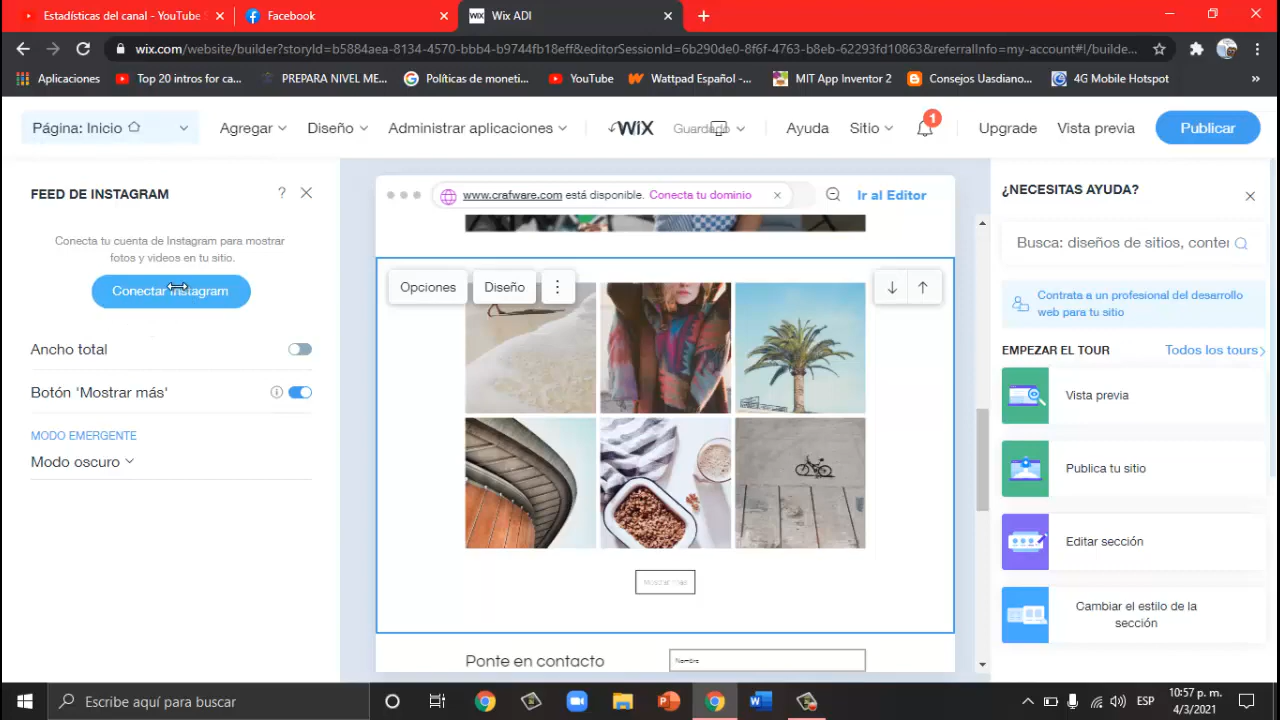 Estadísticas del canal - YouTube S
Facebook
WIX Wix ADI
wix.com/website/builder?storyId=b5884aea-8134-4570-bbb4-b9744fb18eff&editorSessionId=6b290de0-8f6f-4763-b8eb-62293fd10863&referralInfo=my-account#!/builde...
Aplicaciones
Top 20 intros for ca...
PREPARA NIVEL ME...
Políticas de moneti...
YouTube
Wattpad Español -...
MIT App Inventor 2
Consejos Uasdiano...
4G Mobile Hotspot
»
Página: Inicio
Agregar
Diseño
Administrar aplicaciones
WiX
Guardado
Ayuda
Sitio
1
Upgrade
Vista previa
Publicar
FEED DE INSTAGRAM
?
Conecta tu cuenta de Instagram para mostrar
fotos y videos en tu sitio.
Conectar Instagram
Ancho total
Botón 'Mostrar más'
MODO EMERGENTE
Modo oscuro
www.crafware.com está disponible. Conecta tu dominio
Ir al Editor
Opciones
Diseño
Mostrar más
Ponte en contacto
Nombre
¿NECESITAS AYUDA?
Busca: diseños de sitios, conter
Contrata a un profesional del desarrollo
web para tu sitio
EMPEZAR EL TOUR
Todos los tours
Vista previa
Publica tu sitio
Editar sección
Cambiar el estilo de la
sección
Escribe aquí para buscar
ESP
10:57 p. m.
4/3/2021